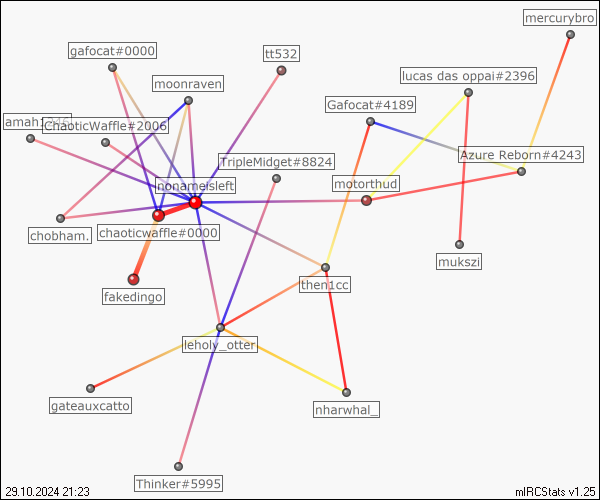 mercurybro
gafocat#0000
tt532
lucas das oppai#2396
moonraven
Gafocat#4189
ChaoticWaffle#2006
Azure Reborn#4243
TripleMidget#8824
nonameisleft
motorthud
chaoticwaffle#0000
chobham.
mukszi
then1cc
fakedingo
leholy_otter
gateauxcatto
nharwhal_
Thinker#5995
29.10.2024 21:23
mIRCStats v1.25